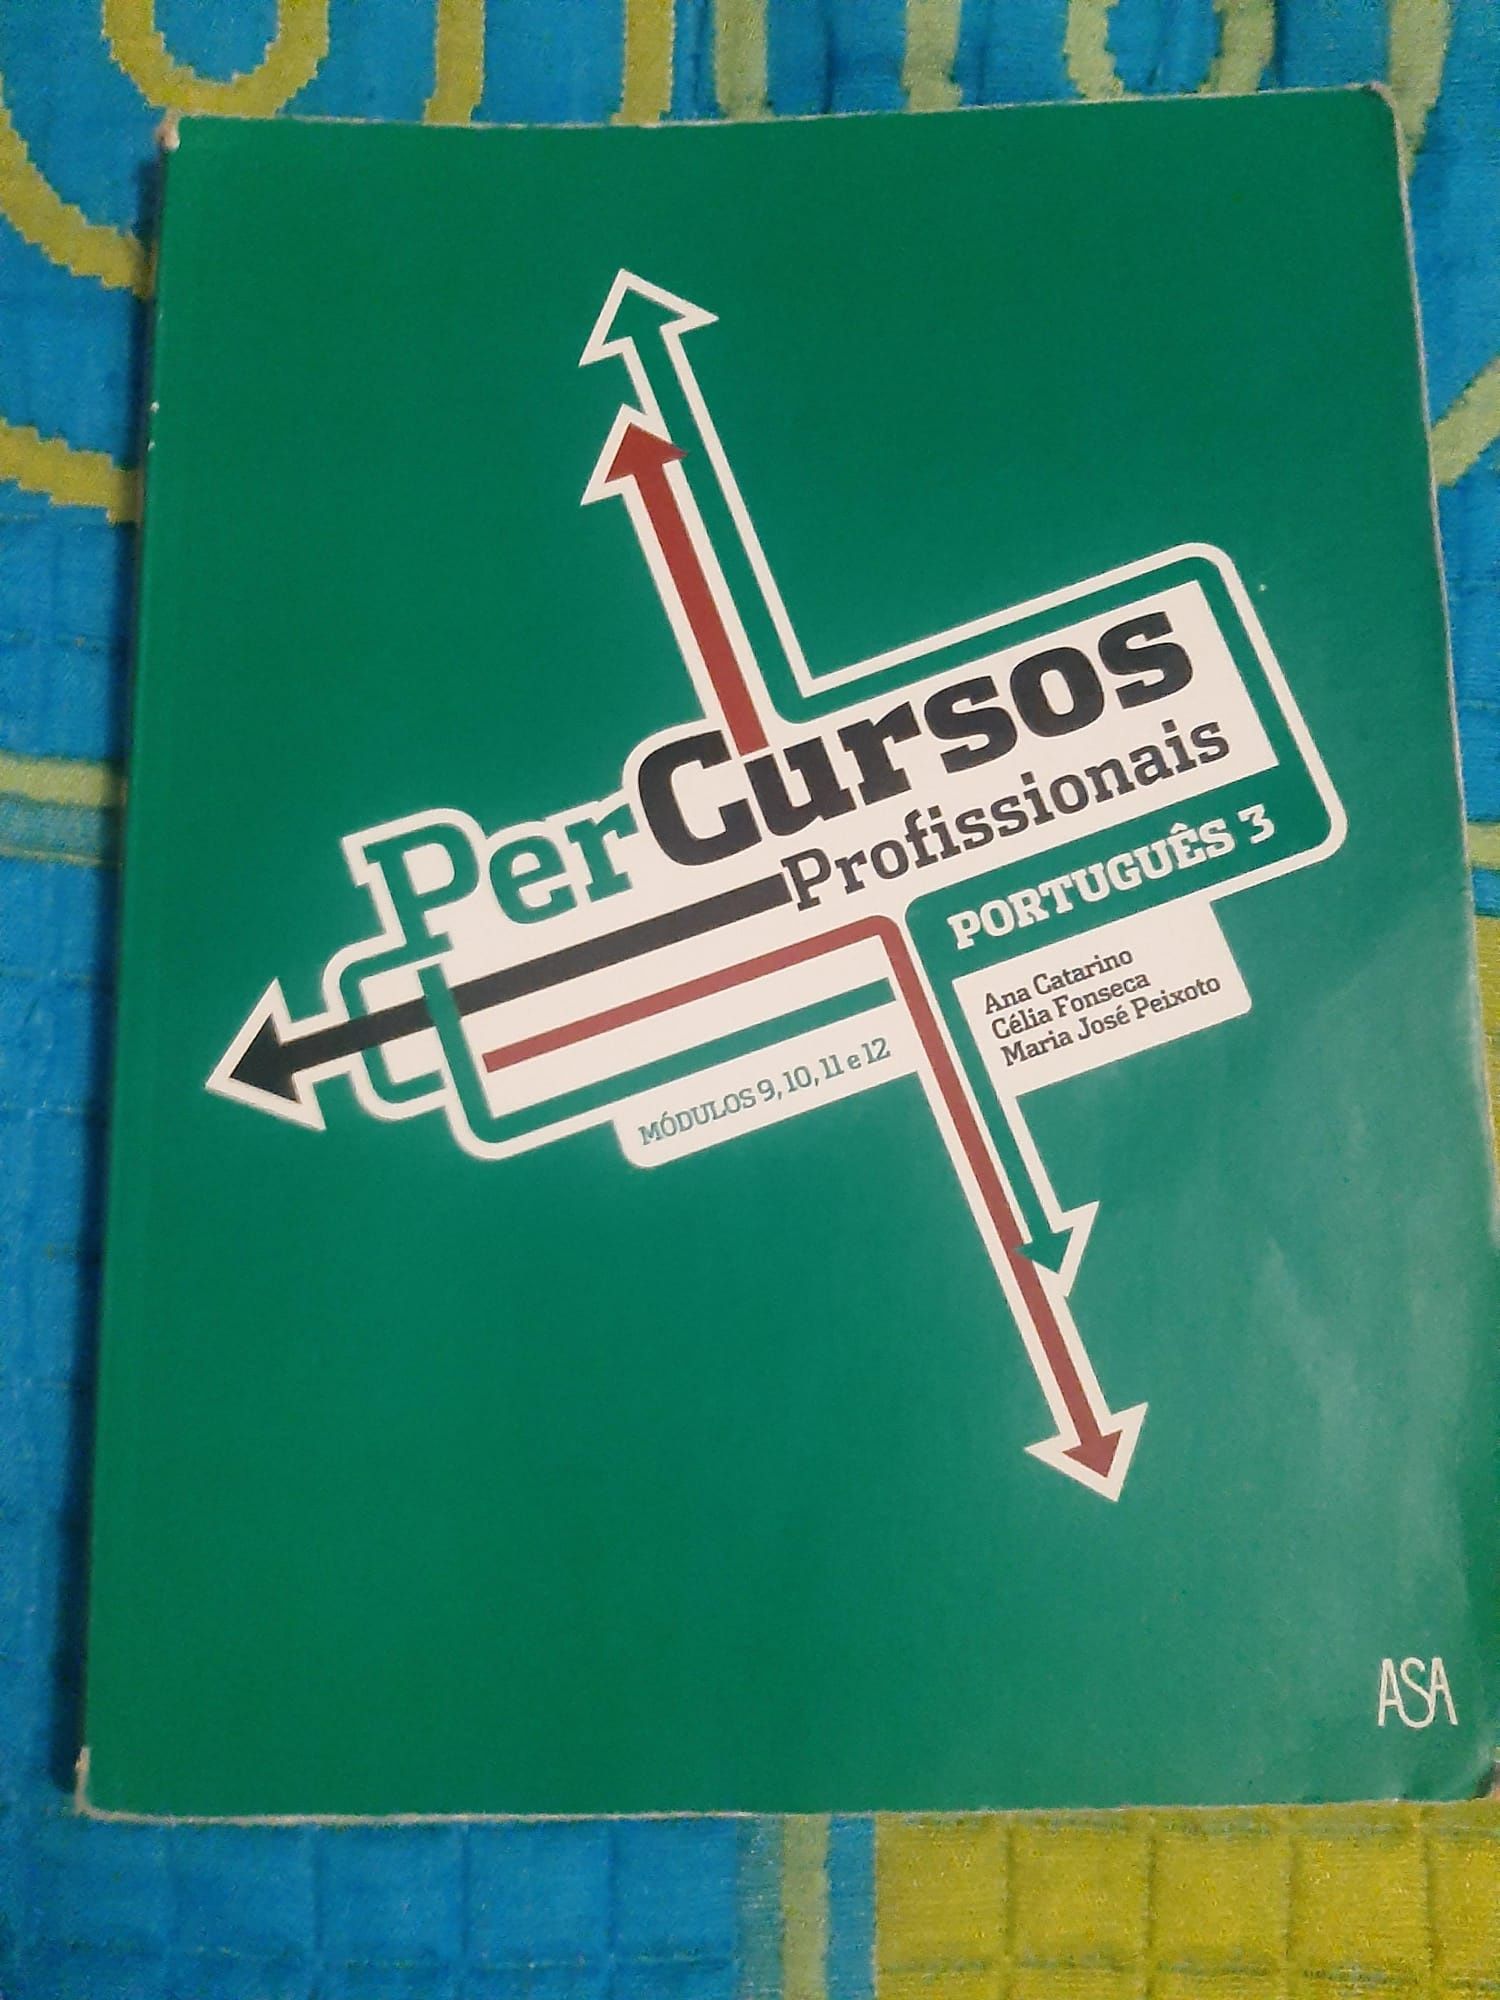 PerCursos
Profissionais
PORTUGUÊS 3
Ana Catarino
Célia Fonseca
Maria José Peixoto
MÓDULOS 9, 10, 11 e 12
ASA